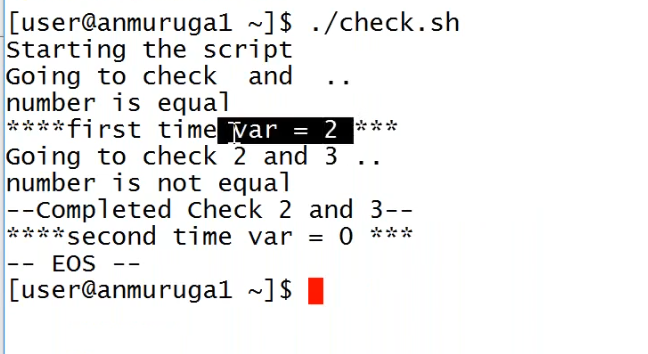 [user@anmuruga1 ~]$ ./check.sh
Starting the script
Going to check  and  ..
number is equal
****first time var = 2 ***
Going to check 2 and 3 ..
number is not equal
--Completed Check 2 and 3--
****second time var = 0 ***
-- EOS --
[user@anmuruga1 ~]$